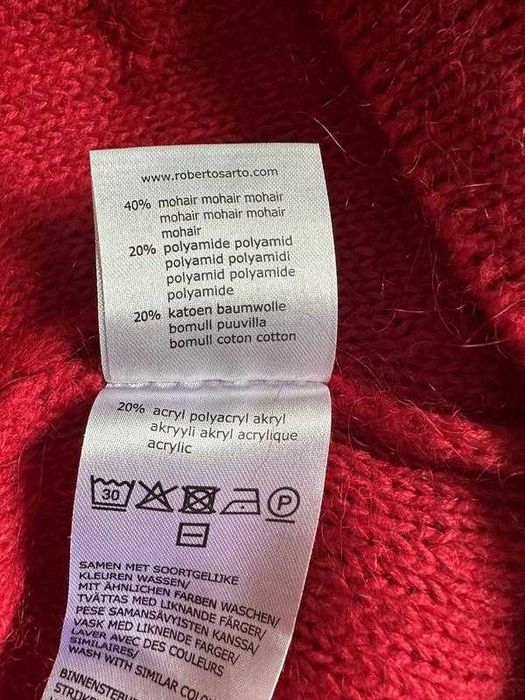 www.robertosarto.com
40% mohair mohair mohair
mohair mohair mohair
mohair
20% polyamide polyamid
polyamid polyamidi
polyamid polyamide
polyamide
20% katoen baumwolle
bomull puuvilla
bomull coton cotton
20% acryl polyacryl akryl
akryyli akryl acrylique
acrylic
30
P
SAMEN MET SOORTGELIJKE
KLEUREN WASSEN/
MIT ÄHNLICHEN FARBEN WASCHEN/
TVÄTTAS MED LIKNANDE FÄRGER/
PESE SAMANSÄVYISTEN KANSSA/
VASK MED LIKNENDE FARGER/
LAVER AVEC DES COULEURS
SIMILAIRES/
WASH WITH SIMILAR